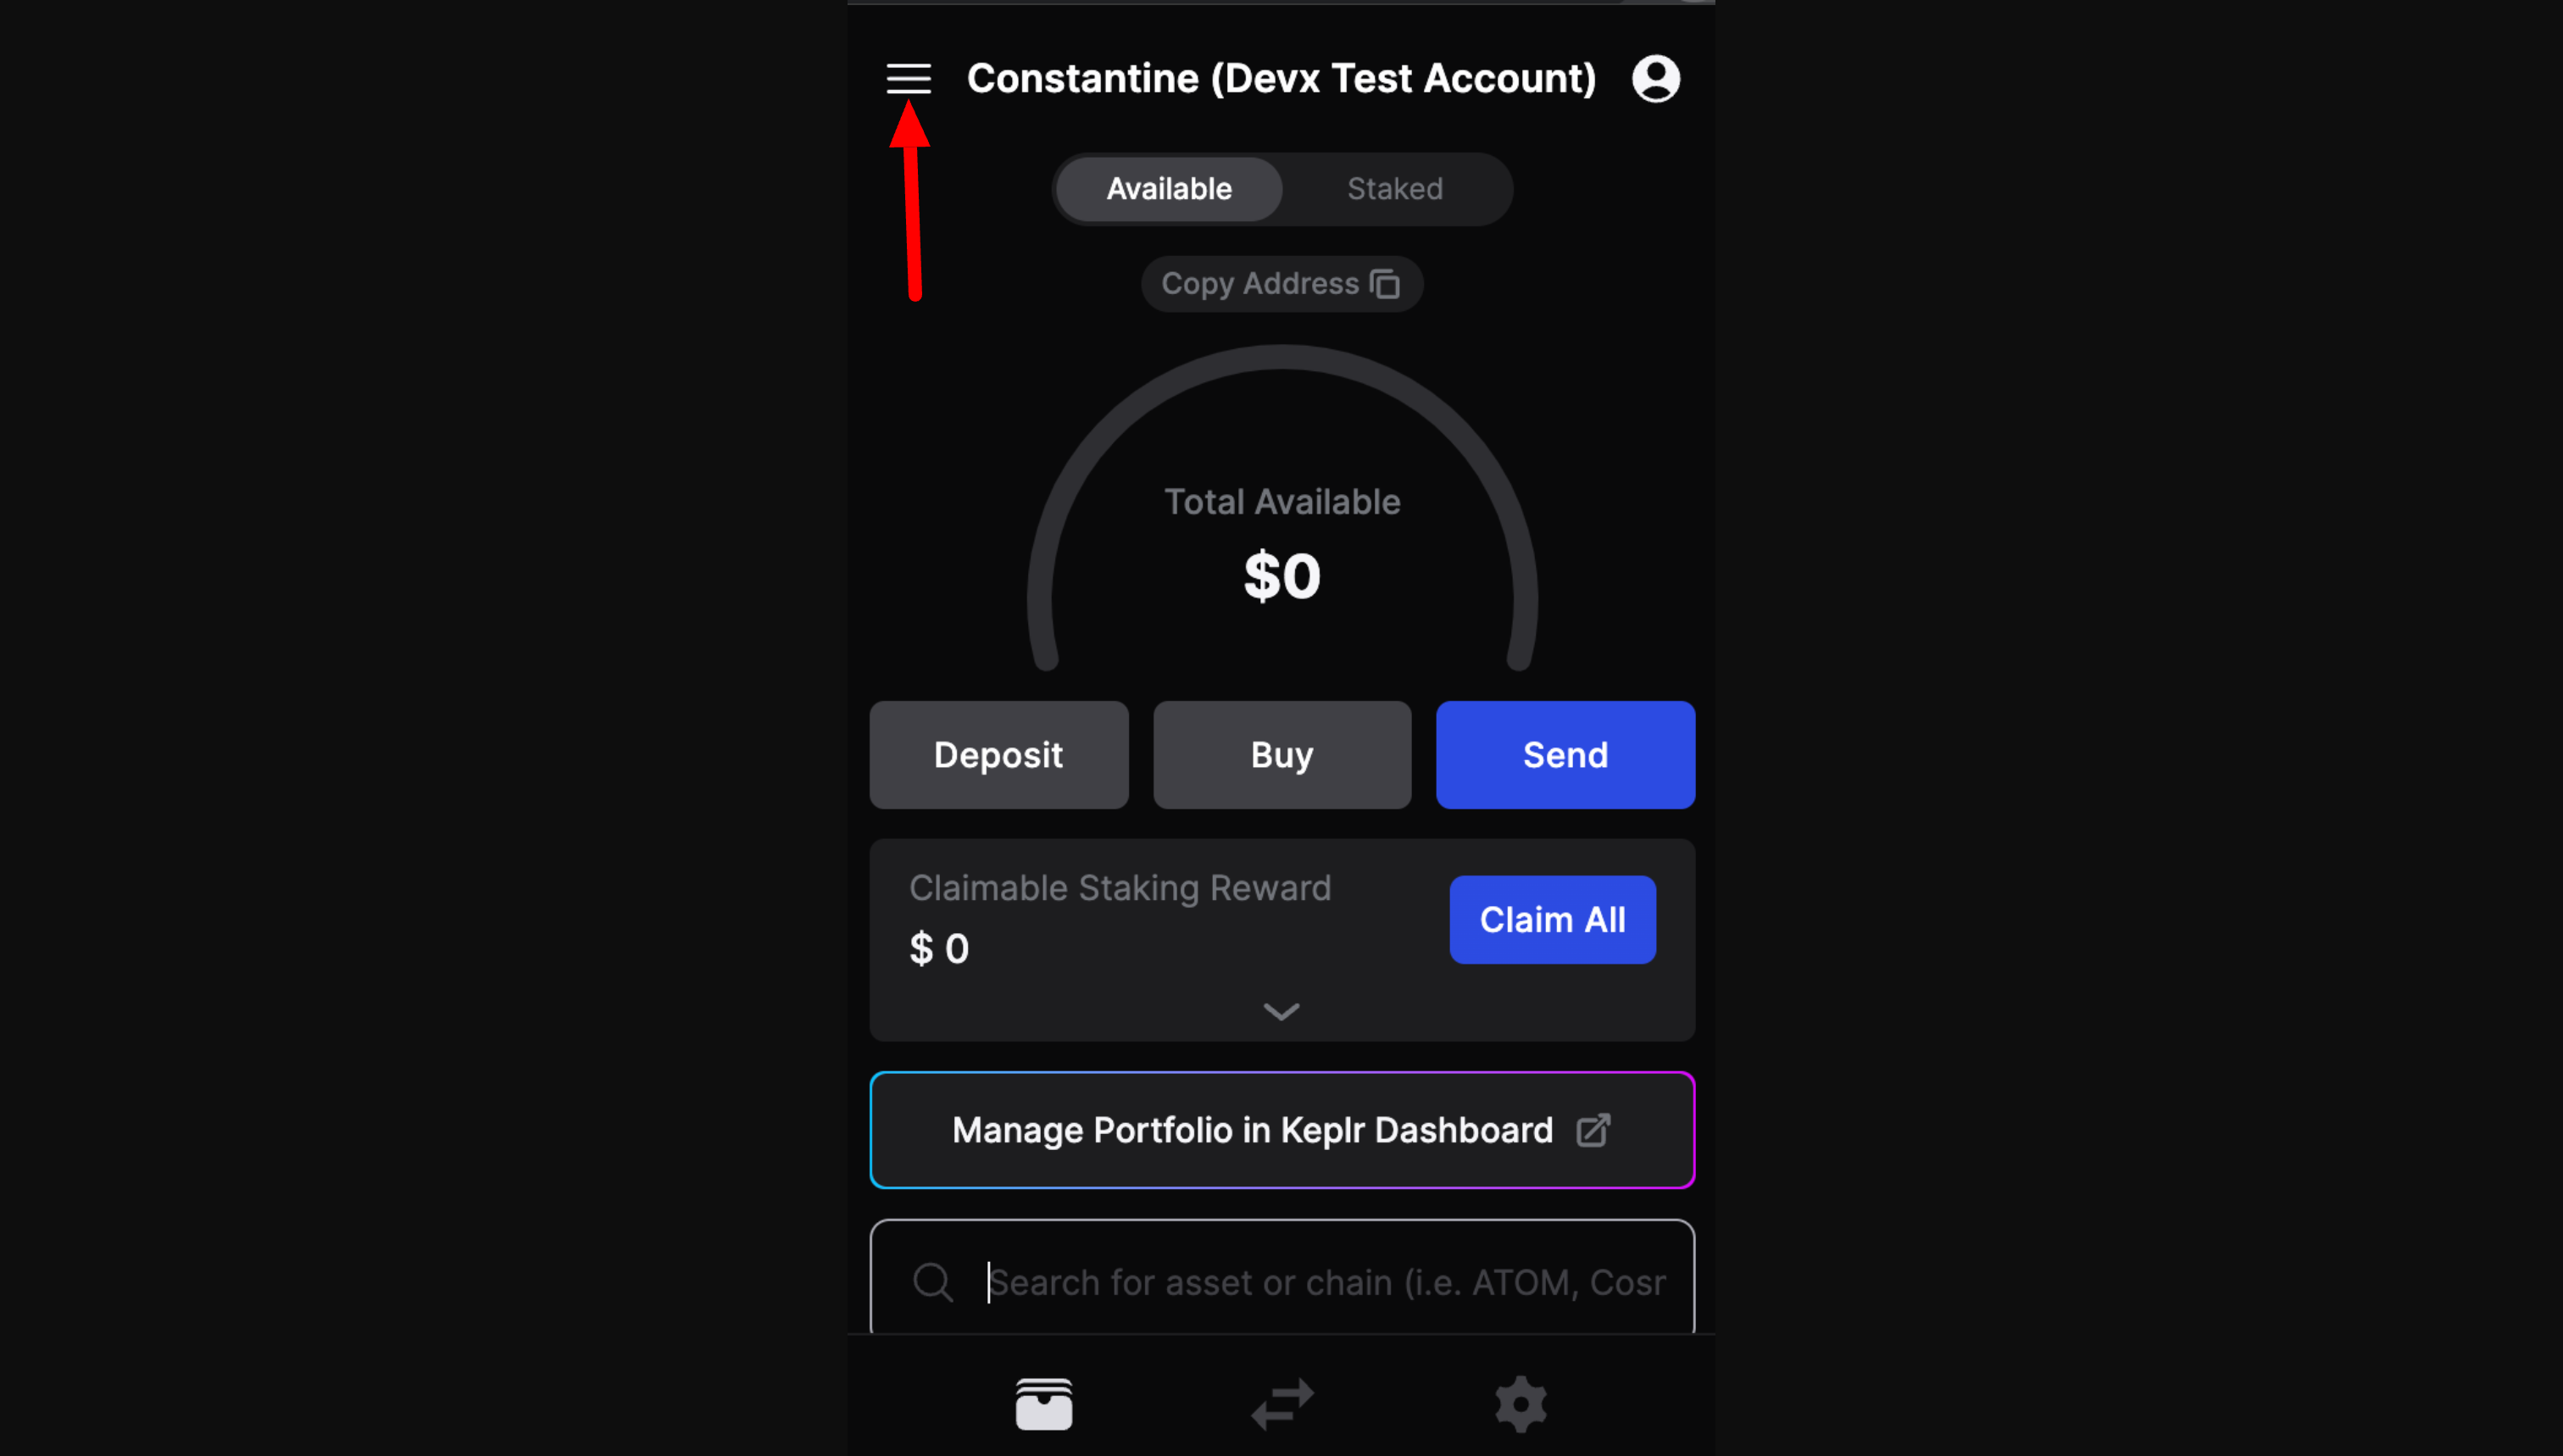 Constantine (Devx Test Account)
Available Staked
Copy Address
Total Available
$0
Deposit Buy Send
Claimable Staking Reward
$ 0
Claim All
Manage Portfolio in Keplr Dashboard
Search for asset or chain (i.e. ATOM, Cosr